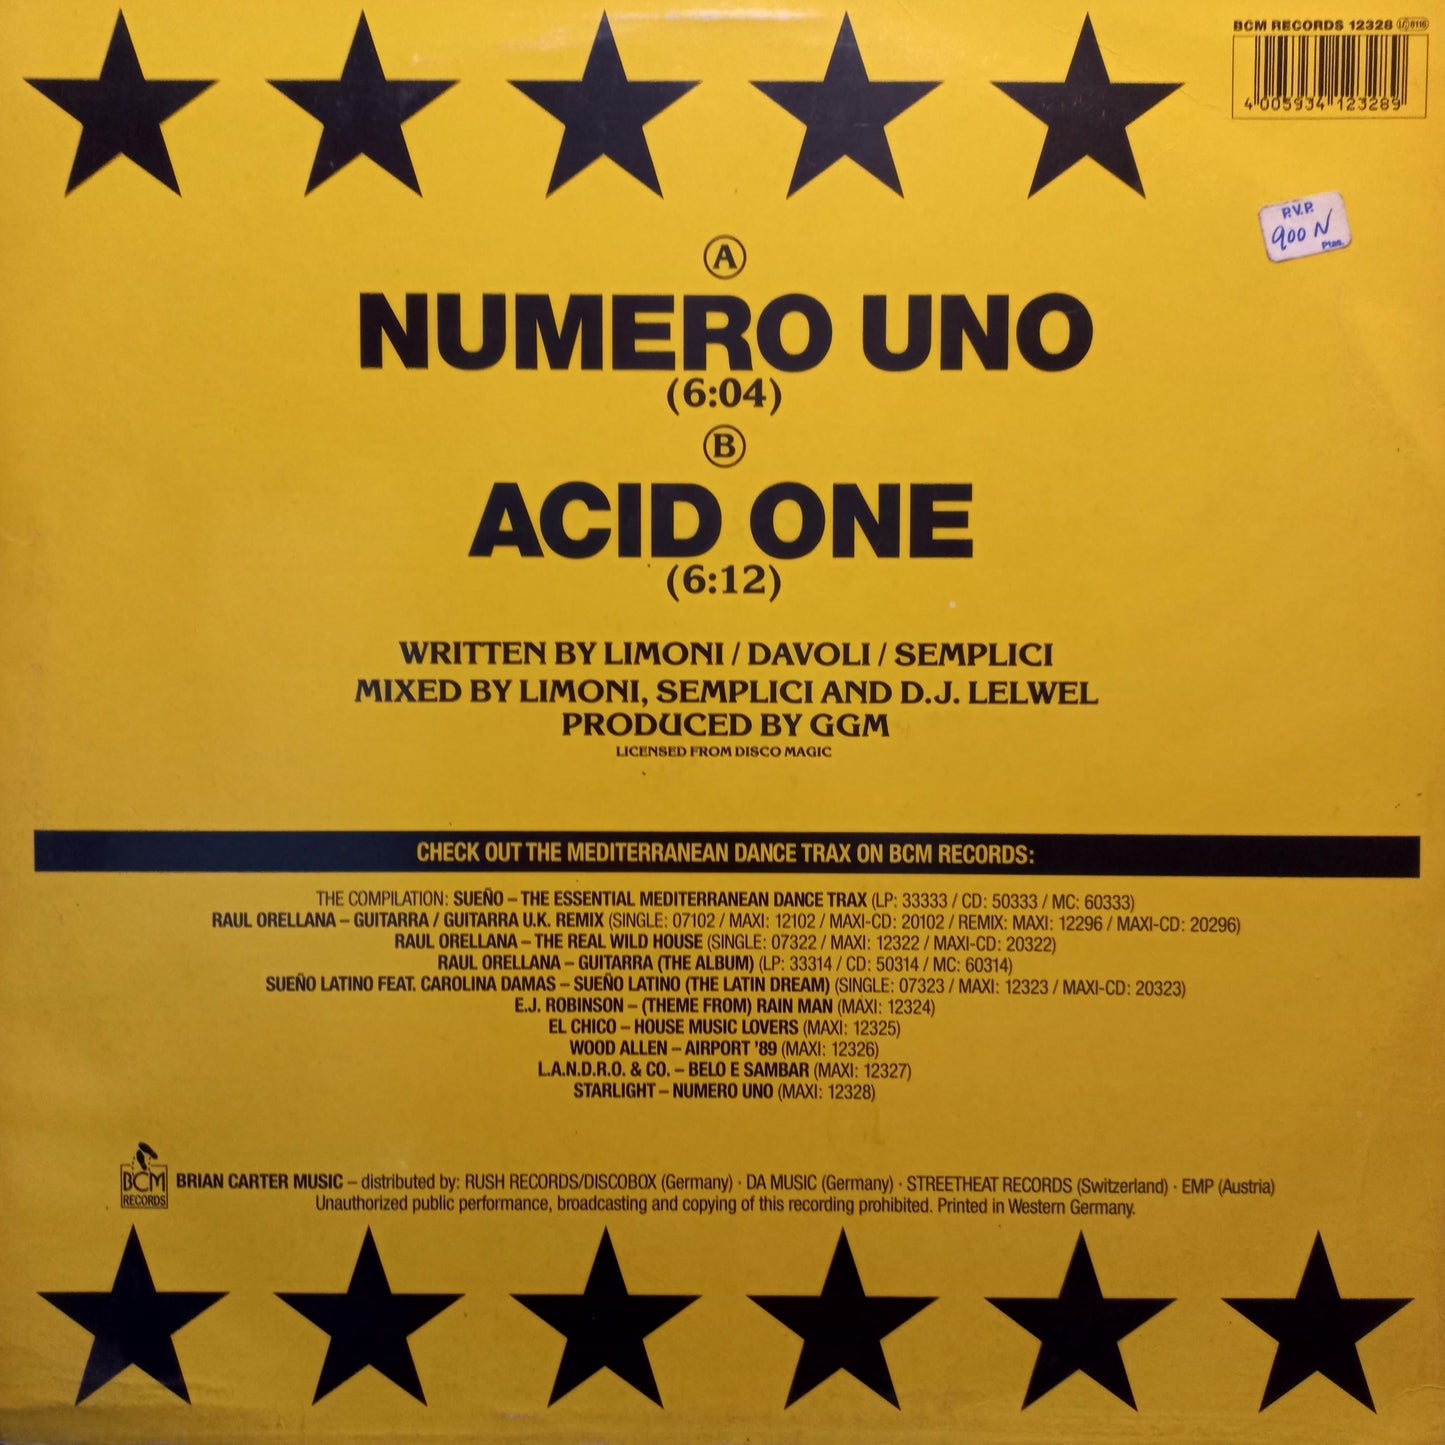 BCM RECORDS 12328 LC 8116
4 005934 123289
P.V.P.
900 N
Ptas.
A
NUMERO UNO
(6:04)
B
ACID ONE
(6:12)
WRITTEN BY LIMONI / DAVOLI / SEMPLICI
MIXED BY LIMONI, SEMPLICI AND D.J. LELWEL
PRODUCED BY GGM
LICENSED FROM DISCO MAGIC
CHECK OUT THE MEDITERRANEAN DANCE TRAX ON BCM RECORDS:
THE COMPILATION: SUEÑO – THE ESSENTIAL MEDITERRANEAN DANCE TRAX (LP: 33333 / CD: 50333 / MC: 60333)
RAUL ORELLANA – GUITARRA / GUITARRA U.K. REMIX (SINGLE: 07102 / MAXI: 12102 / MAXI-CD: 20102 / REMIX: MAXI: 12296 / MAXI-CD: 20296)
RAUL ORELLANA – THE REAL WILD HOUSE (SINGLE: 07322 / MAXI: 12322 / MAXI-CD: 20322)
RAUL ORELLANA – GUITARRA (THE ALBUM) (LP: 33314 / CD: 50314 / MC: 60314)
SUEÑO LATINO FEAT. CAROLINA DAMAS – SUEÑO LATINO (THE LATIN DREAM) (SINGLE: 07323 / MAXI: 12323 / MAXI-CD: 20323)
E.J. ROBINSON – (THEME FROM) RAIN MAN (MAXI: 12324)
EL CHICO – HOUSE MUSIC LOVERS (MAXI: 12325)
WOOD ALLEN – AIRPORT '89 (MAXI: 12326)
L.A.N.D.R.O. & CO. – BELO E SAMBAR (MAXI: 12327)
STARLIGHT – NUMERO UNO (MAXI: 12328)
BCM
RECORDS
BRIAN CARTER MUSIC – distributed by: RUSH RECORDS/DISCOBOX (Germany) · DA MUSIC (Germany) · STREETHEAT RECORDS (Switzerland) · EMP (Austria)
Unauthorized public performance, broadcasting and copying of this recording prohibited. Printed in Western Germany.